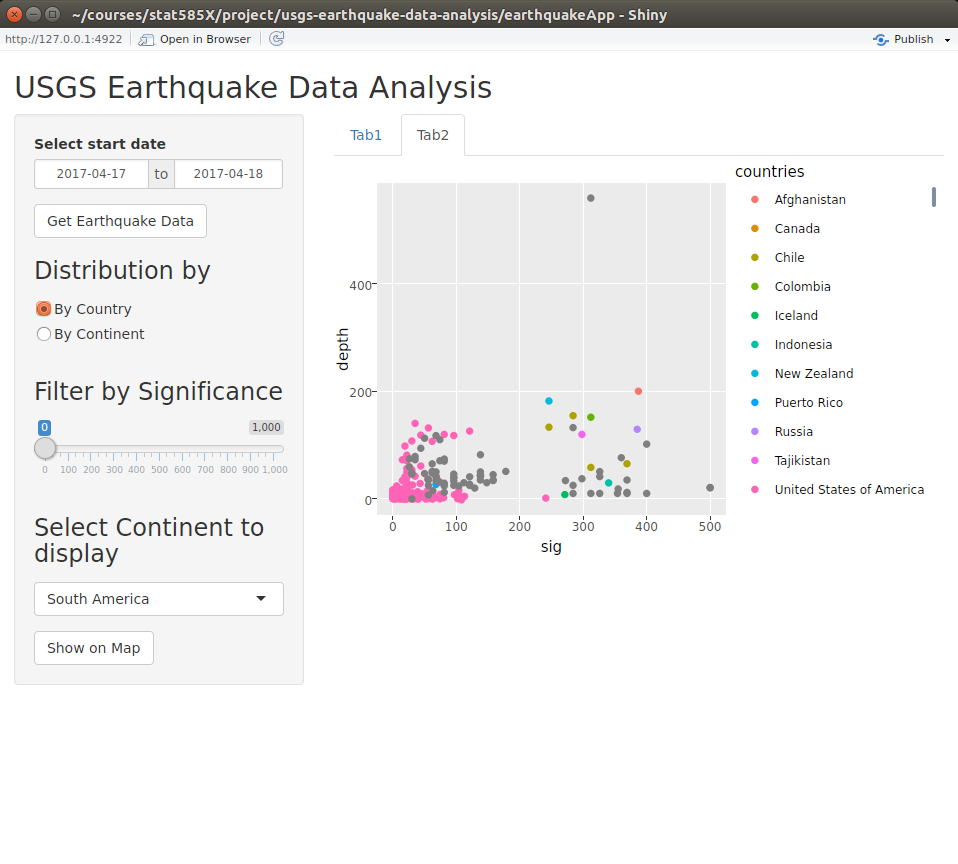 ~/courses/stat585X/project/usgs-earthquake-data-analysis/earthquakeApp - Shiny
http://127.0.0.1:4922
Open in Browser
Publish
USGS Earthquake Data Analysis
Select start date
2017-04-17 to 2017-04-18
Get Earthquake Data
Distribution by
By Country
By Continent
Filter by Significance
0
1,000
0 100 200 300 400 500 600 700 800 900 1,000
Select Continent to
display
South America
Show on Map
Tab1
Tab2
depth
400
200
0
0 100 200 300 400 500
sig
countries
Afghanistan
Canada
Chile
Colombia
Iceland
Indonesia
New Zealand
Puerto Rico
Russia
Tajikistan
United States of America